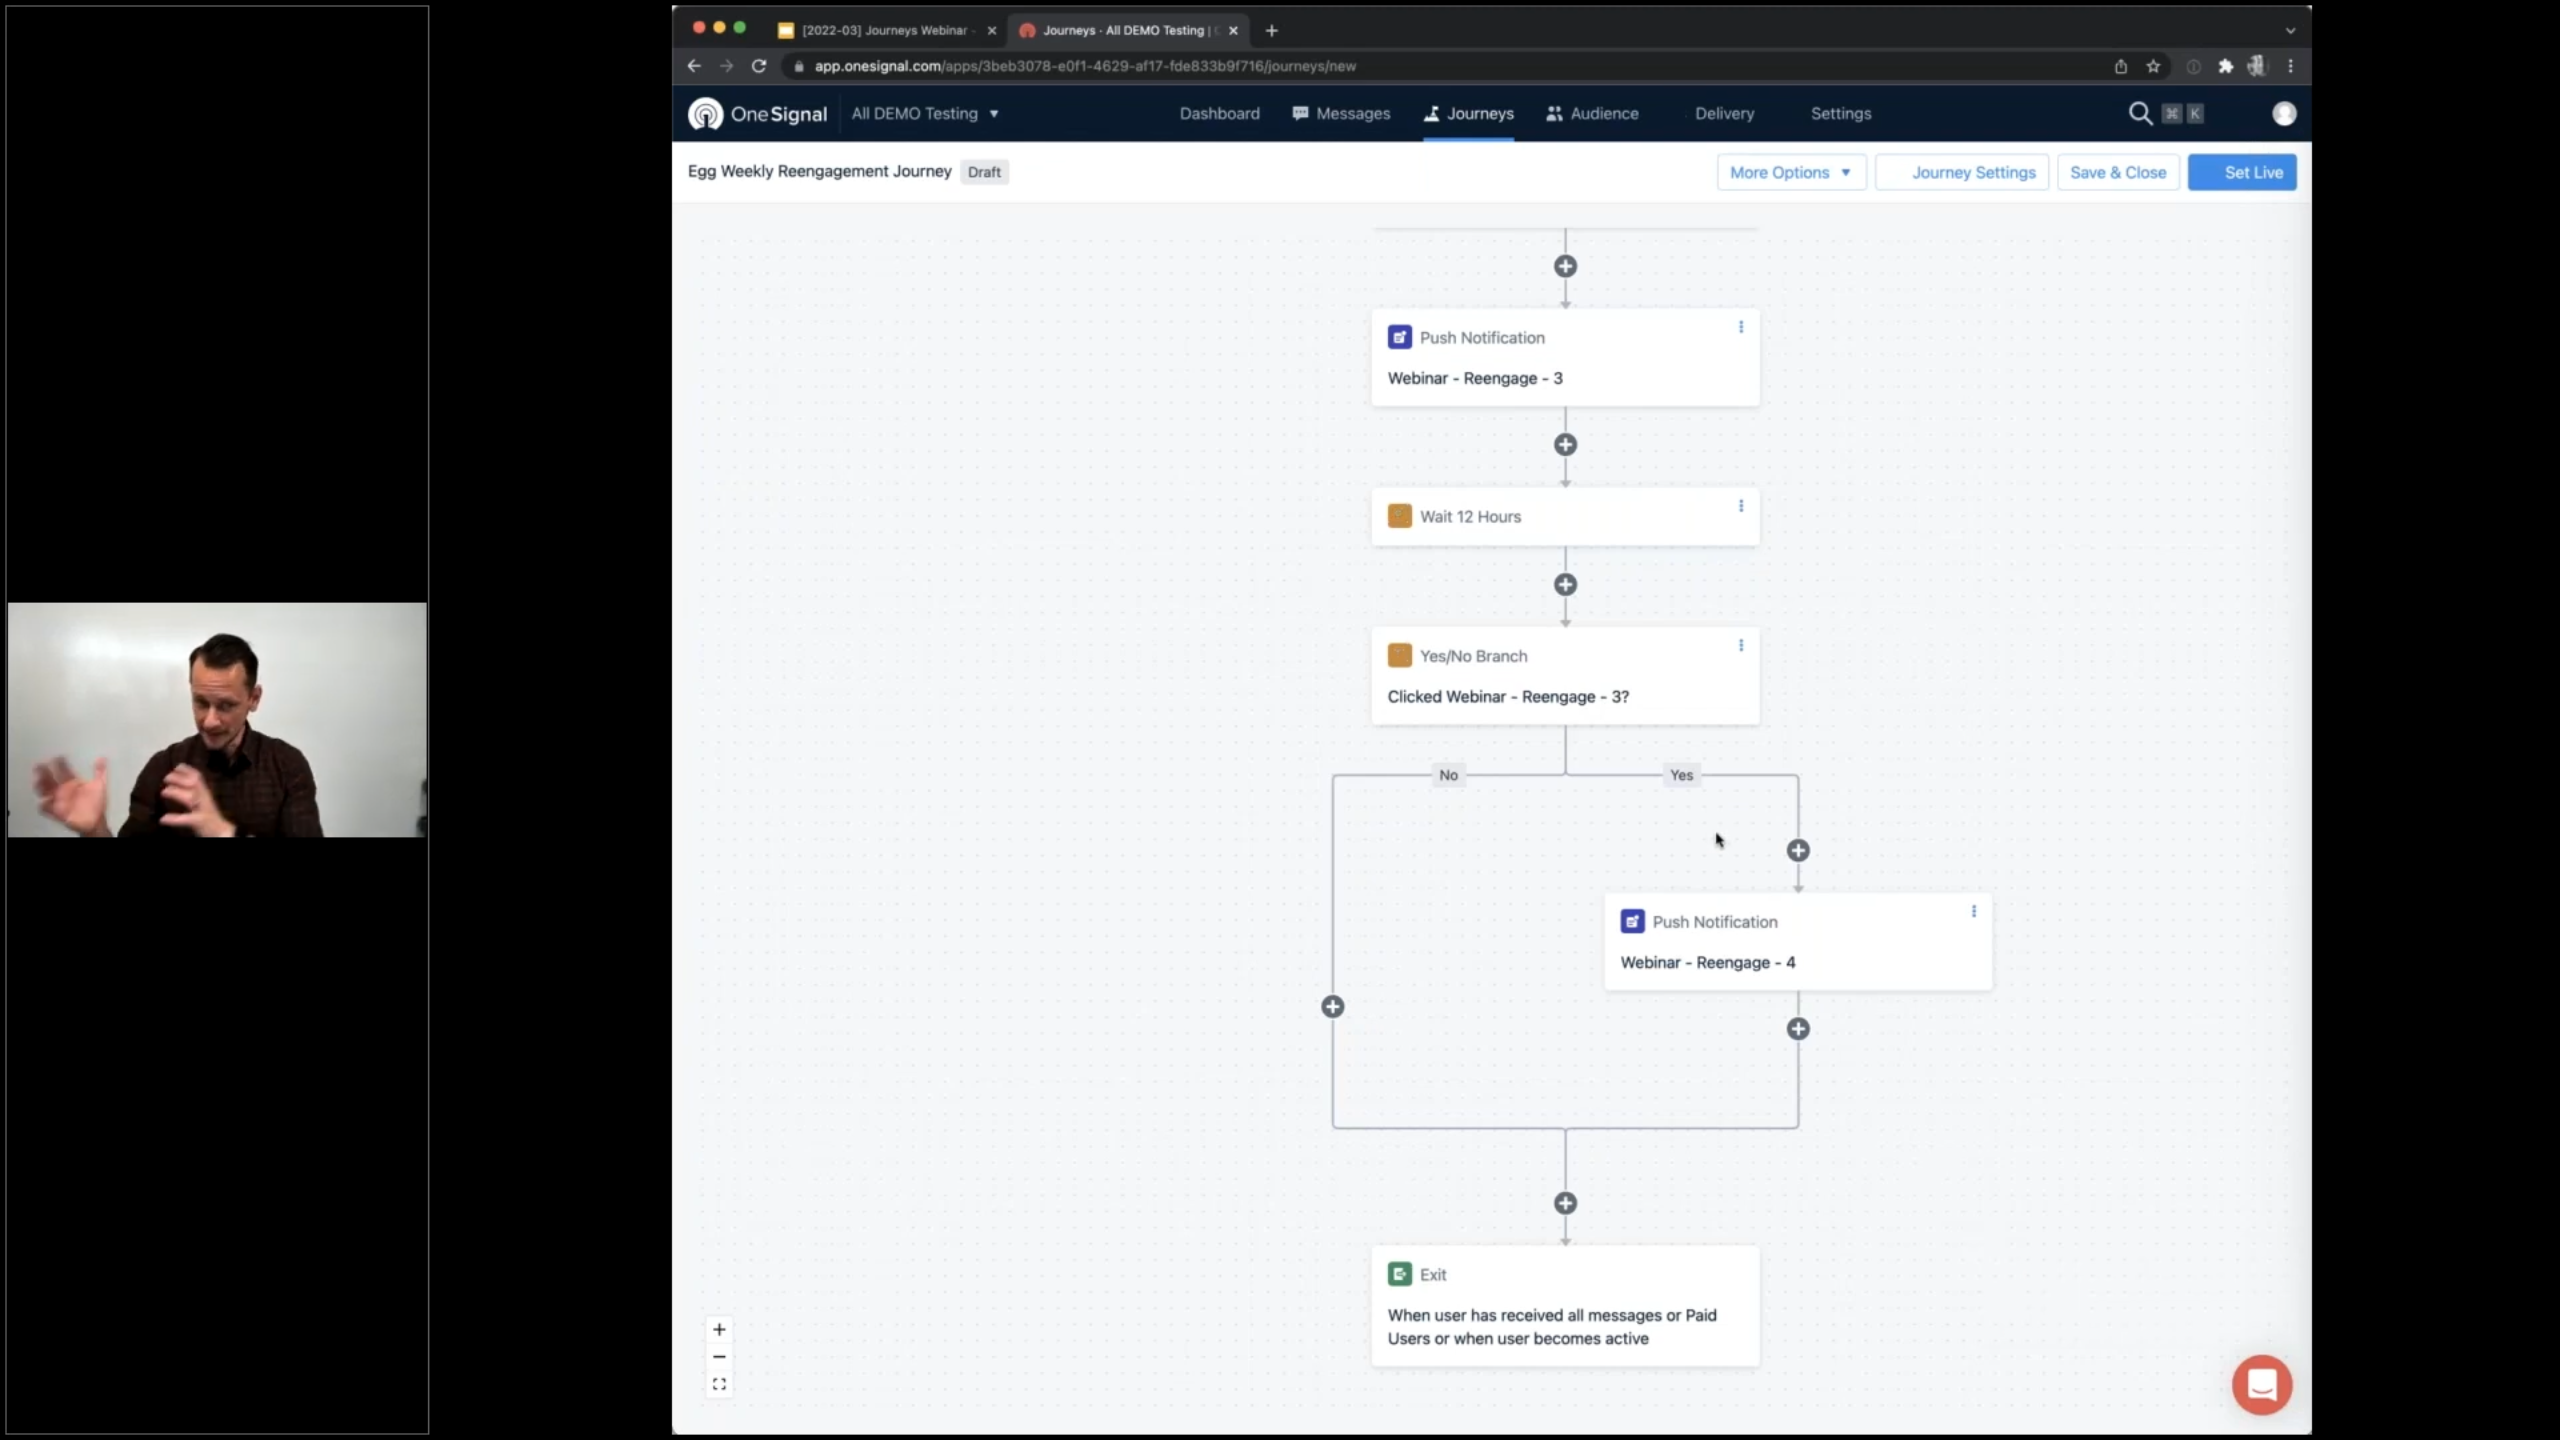 [2022-03] Journeys Webinar -
Journeys · All DEMO Testing |
app.onesignal.com/apps/3beb3078-e0f1-4629-af17-fde833b9f716/journeys/new
OneSignal
All DEMO Testing
Dashboard
Messages
Journeys
Audience
Delivery
Settings
⌘ K
Egg Weekly Reengagement Journey
Draft
More Options
Journey Settings
Save & Close
Set Live
Push Notification
Webinar - Reengage - 3
Wait 12 Hours
Yes/No Branch
Clicked Webinar - Reengage - 3?
No
Yes
Push Notification
Webinar - Reengage - 4
Exit
When user has received all messages or Paid
Users or when user becomes active